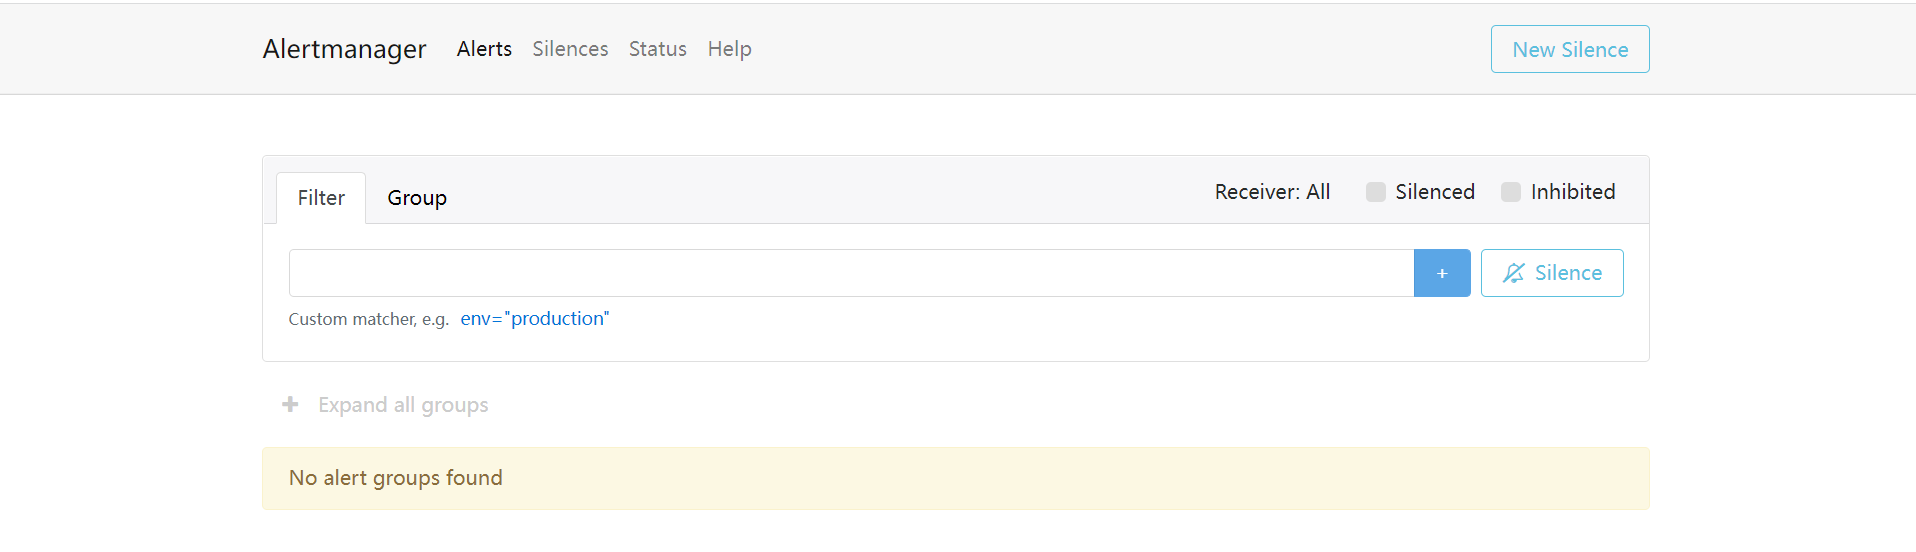 Alertmanager Alerts Silences Status Help New Silence
Filter Group Receiver: All Silenced Inhibited
+ Silence
Custom matcher, e.g. env="production"
+ Expand all groups
No alert groups found